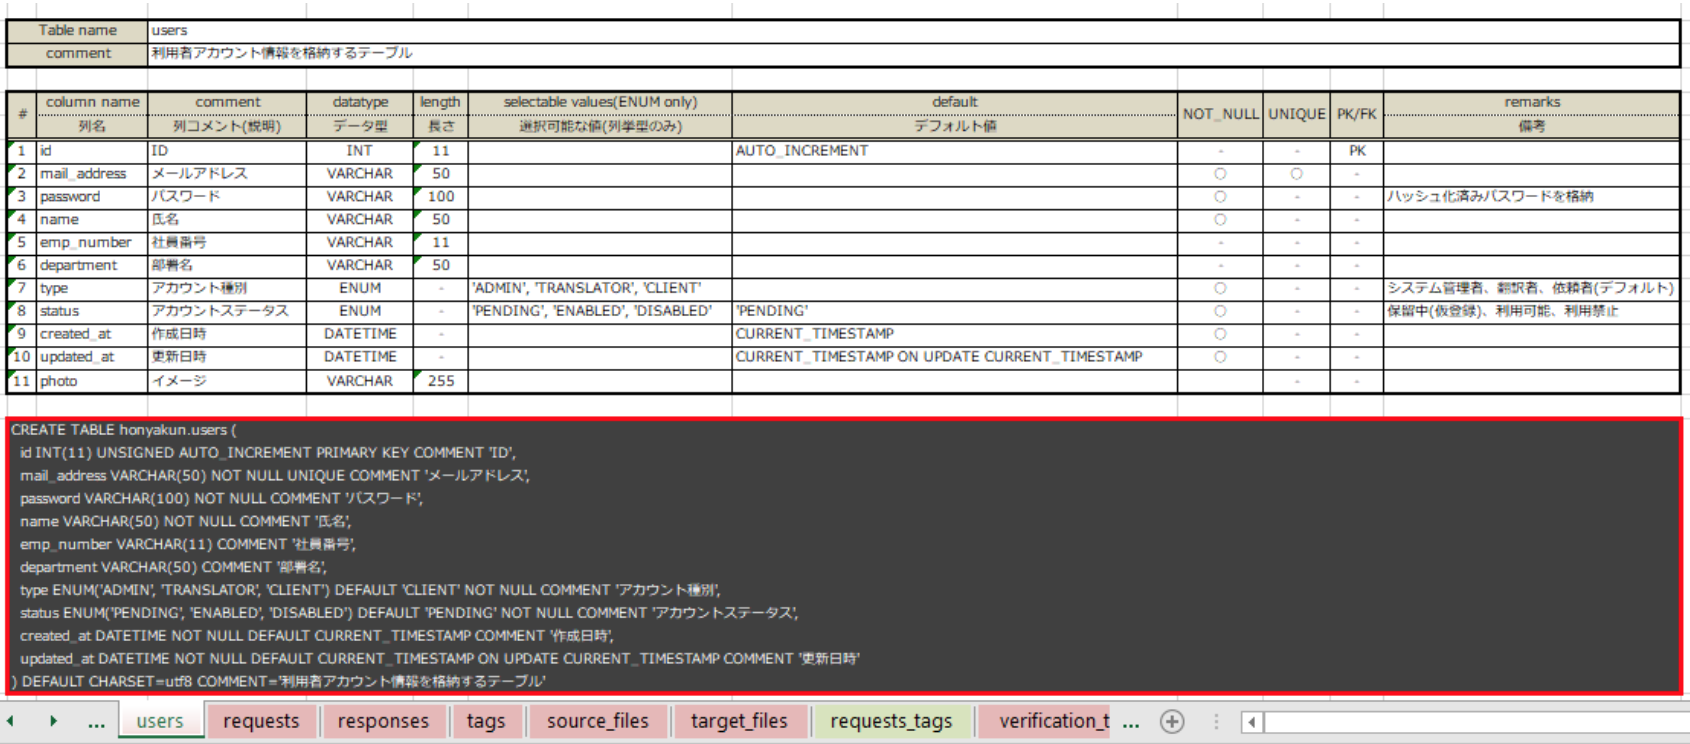 Table name users
comment 利用者アカウント情報を格納するテーブル
# column name comment datatype length selectable values(ENUM only) default NOT_NULL UNIQUE PK/FK remarks
列名 列コメント(説明) データ型 長さ 選択可能な値(列挙型のみ) デフォルト値 備考
1 id ID INT 11 AUTO_INCREMENT - - PK
2 mail_address メールアドレス VARCHAR 50 ○ ○ -
3 password パスワード VARCHAR 100 ○ - - ハッシュ化済みパスワードを格納
4 name 氏名 VARCHAR 50 ○ - -
5 emp_number 社員番号 VARCHAR 11 - - -
6 department 部署名 VARCHAR 50 - - -
7 type アカウント種別 ENUM - 'ADMIN', 'TRANSLATOR', 'CLIENT' ○ - - システム管理者、翻訳者、依頼者(デフォルト)
8 status アカウントステータス ENUM - 'PENDING', 'ENABLED', 'DISABLED' 'PENDING' ○ - - 保留中(仮登録)、利用可能、利用禁止
9 created_at 作成日時 DATETIME - CURRENT_TIMESTAMP ○ - -
10 updated_at 更新日時 DATETIME - CURRENT_TIMESTAMP ON UPDATE CURRENT_TIMESTAMP ○ - -
11 photo イメージ VARCHAR 255 - -
CREATE TABLE honyakun.users (
id INT(11) UNSIGNED AUTO_INCREMENT PRIMARY KEY COMMENT 'ID',
mail_address VARCHAR(50) NOT NULL UNIQUE COMMENT 'メールアドレス',
password VARCHAR(100) NOT NULL COMMENT 'パスワード',
name VARCHAR(50) NOT NULL COMMENT '氏名',
emp_number VARCHAR(11) COMMENT '社員番号',
department VARCHAR(50) COMMENT '部署名',
type ENUM('ADMIN', 'TRANSLATOR', 'CLIENT') DEFAULT 'CLIENT' NOT NULL COMMENT 'アカウント種別',
status ENUM('PENDING', 'ENABLED', 'DISABLED') DEFAULT 'PENDING' NOT NULL COMMENT 'アカウントステータス',
created_at DATETIME NOT NULL DEFAULT CURRENT_TIMESTAMP COMMENT '作成日時',
updated_at DATETIME NOT NULL DEFAULT CURRENT_TIMESTAMP ON UPDATE CURRENT_TIMESTAMP COMMENT '更新日時'
) DEFAULT CHARSET=utf8 COMMENT='利用者アカウント情報を格納するテーブル'
... users requests responses tags source_files target_files requests_tags verification_t ...